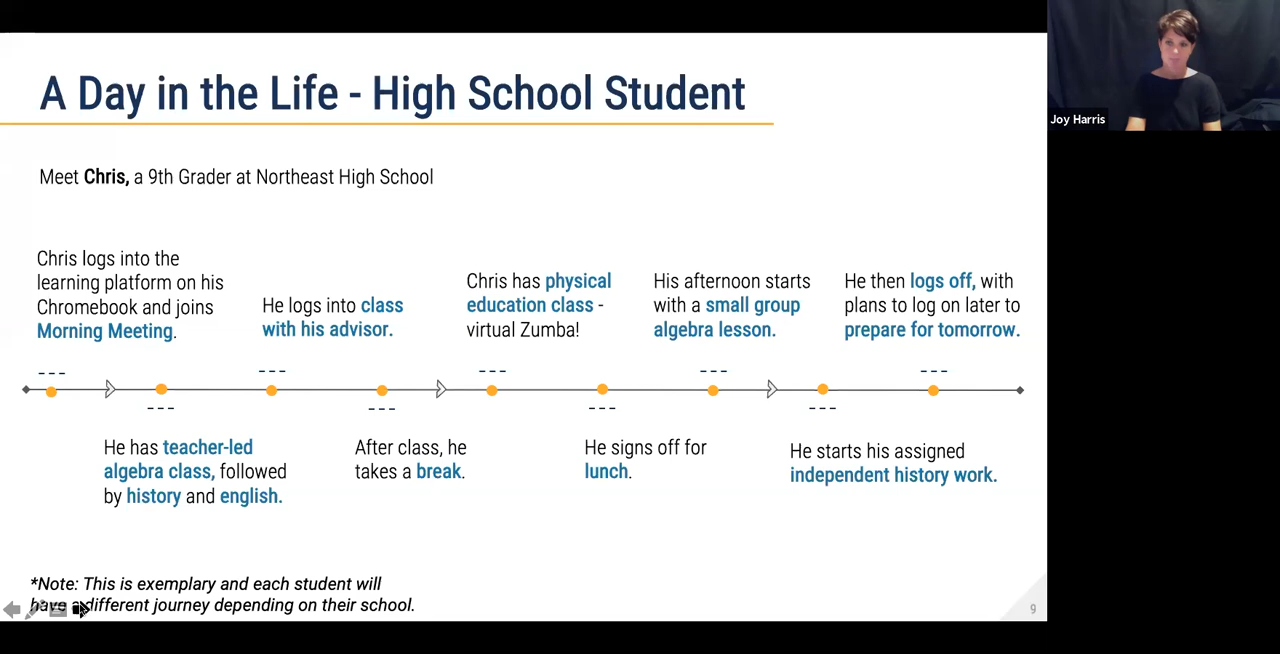 A Day in the Life - High School Student
Joy Harris
Meet Chris, a 9th Grader at Northeast High School
Chris logs into the
learning platform on his
Chromebook and joins
Morning Meeting.
He logs into class
with his advisor.
Chris has physical
education class -
virtual Zumba!
His afternoon starts
with a small group
algebra lesson.
He then logs off, with
plans to log on later to
prepare for tomorrow.
He has teacher-led
algebra class, followed
by history and english.
After class, he
takes a break.
He signs off for
lunch.
He starts his assigned
independent history work.
*Note: This is exemplary and each student will
have a different journey depending on their school.
9